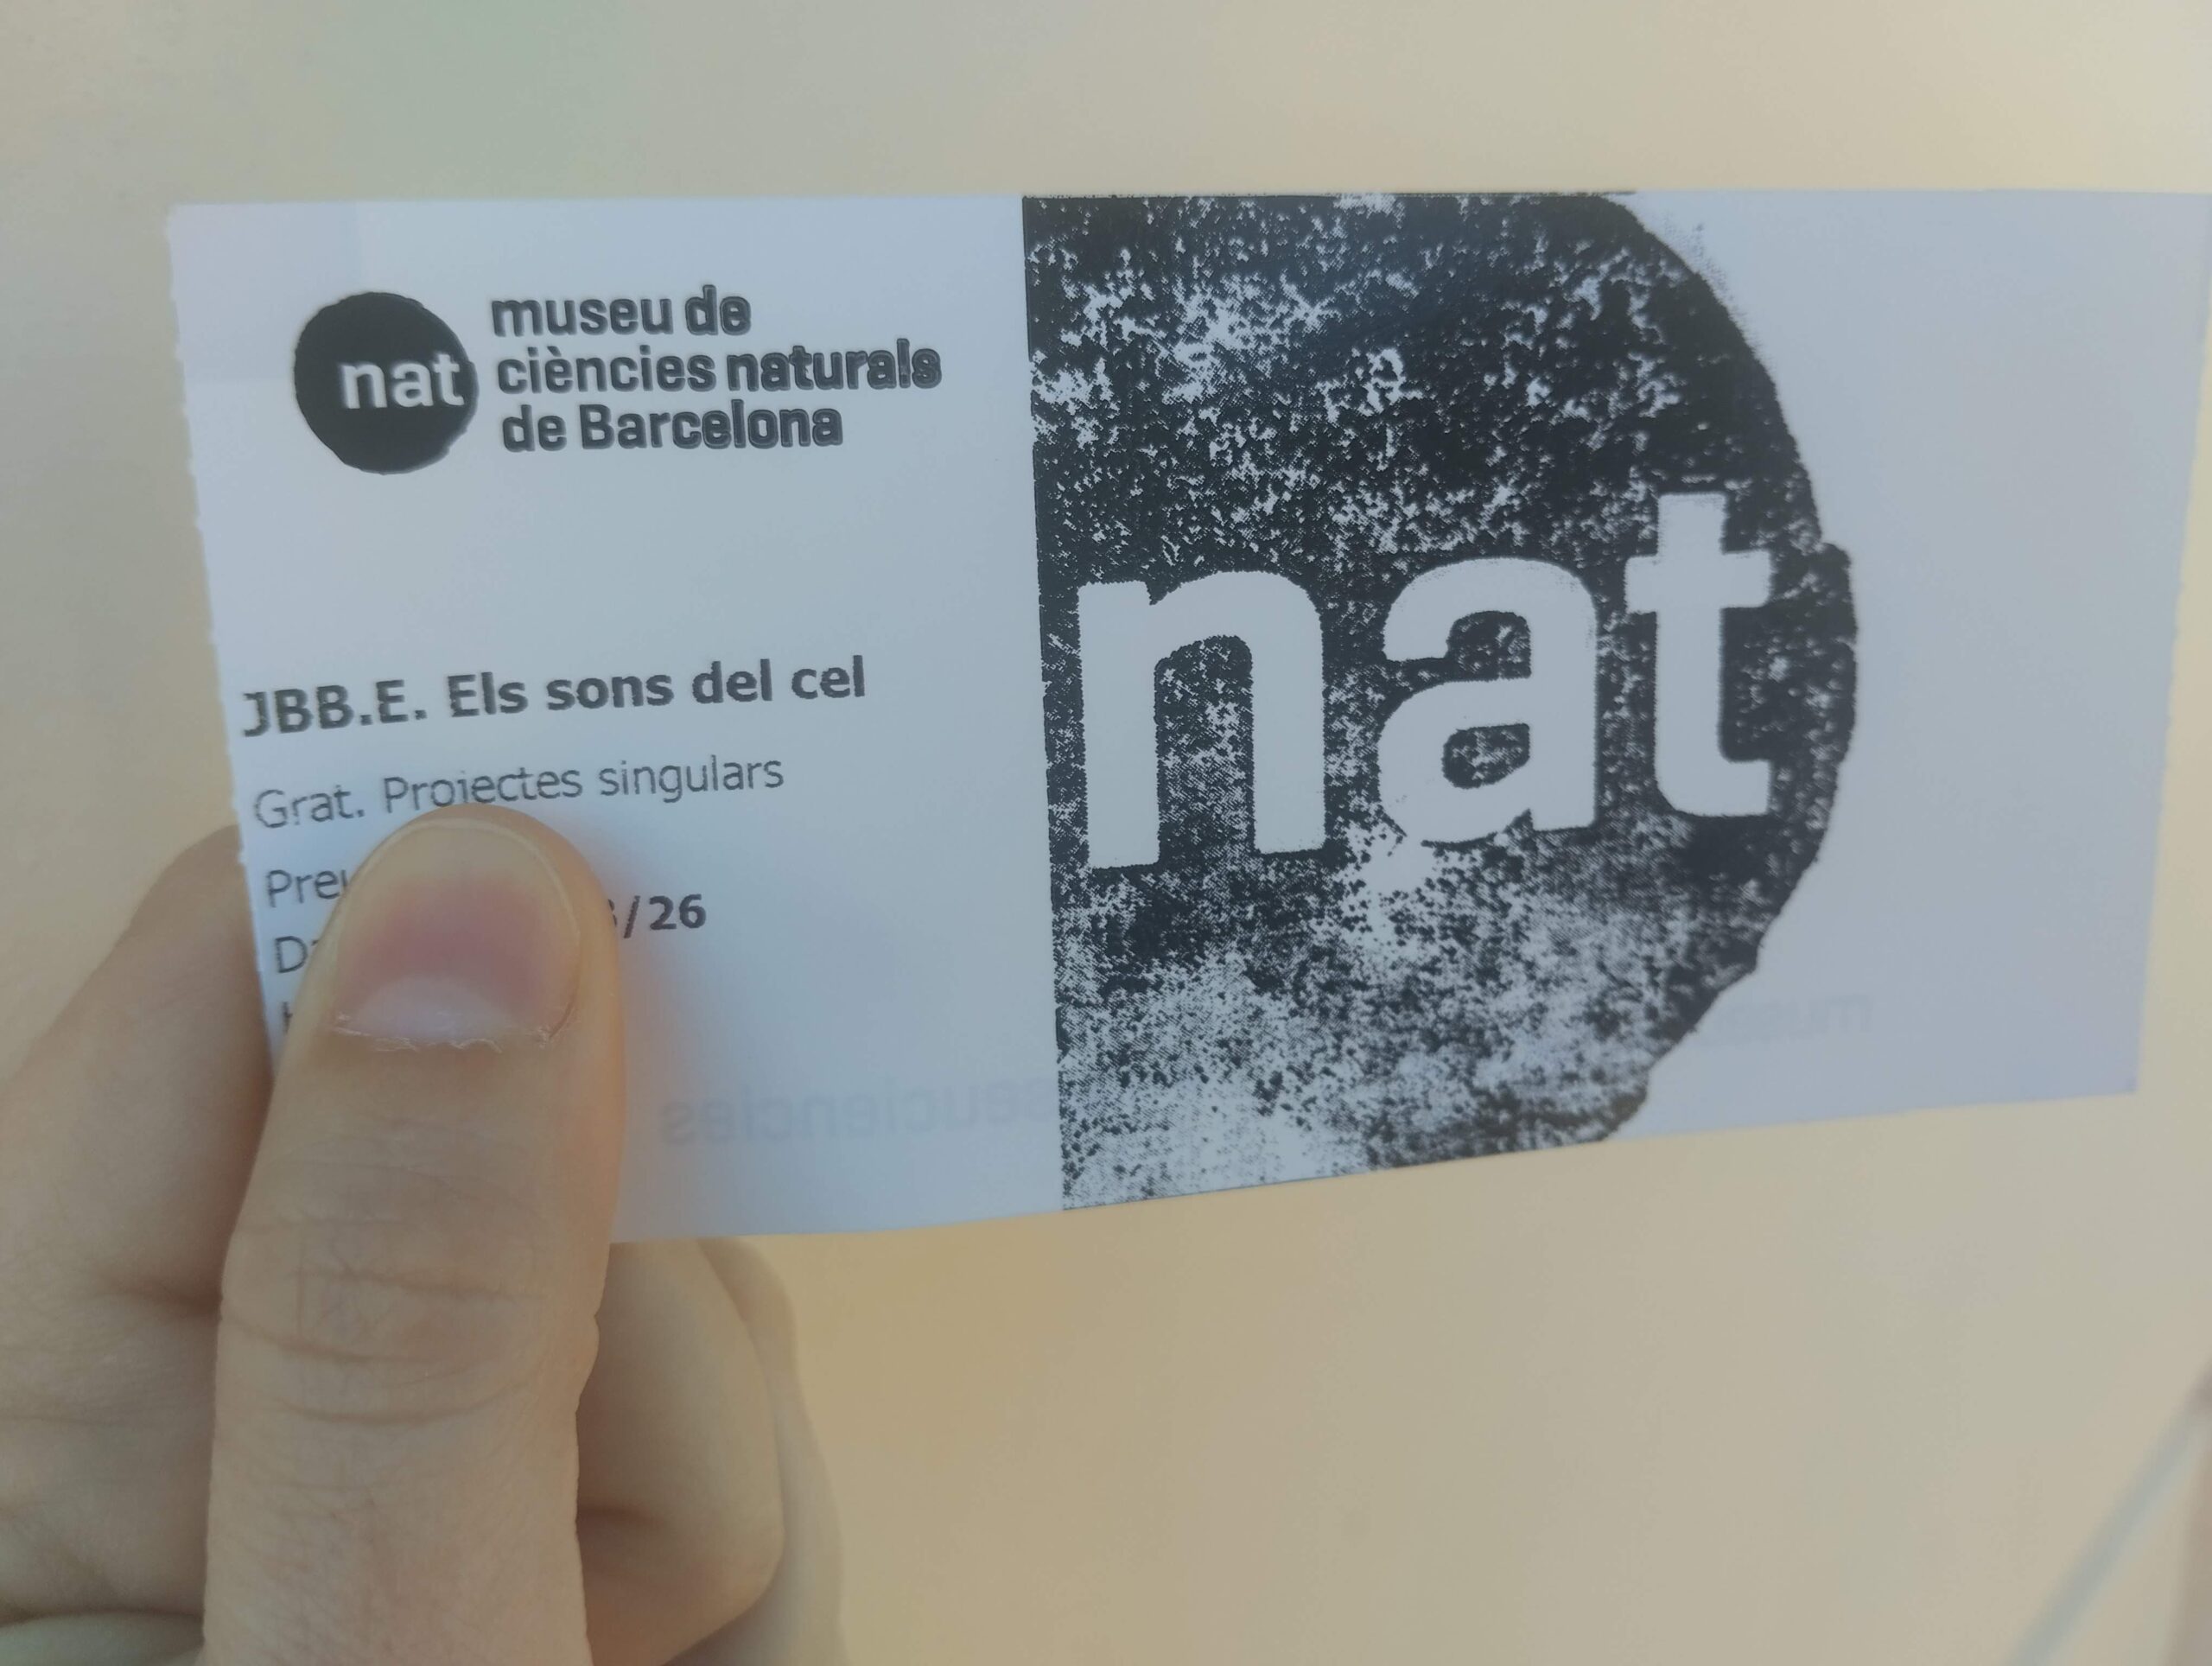 nat
museu de
ciències naturals
de Barcelona
JBB.E. Els sons del cel
Grat. Projectes singulars
/26
nat